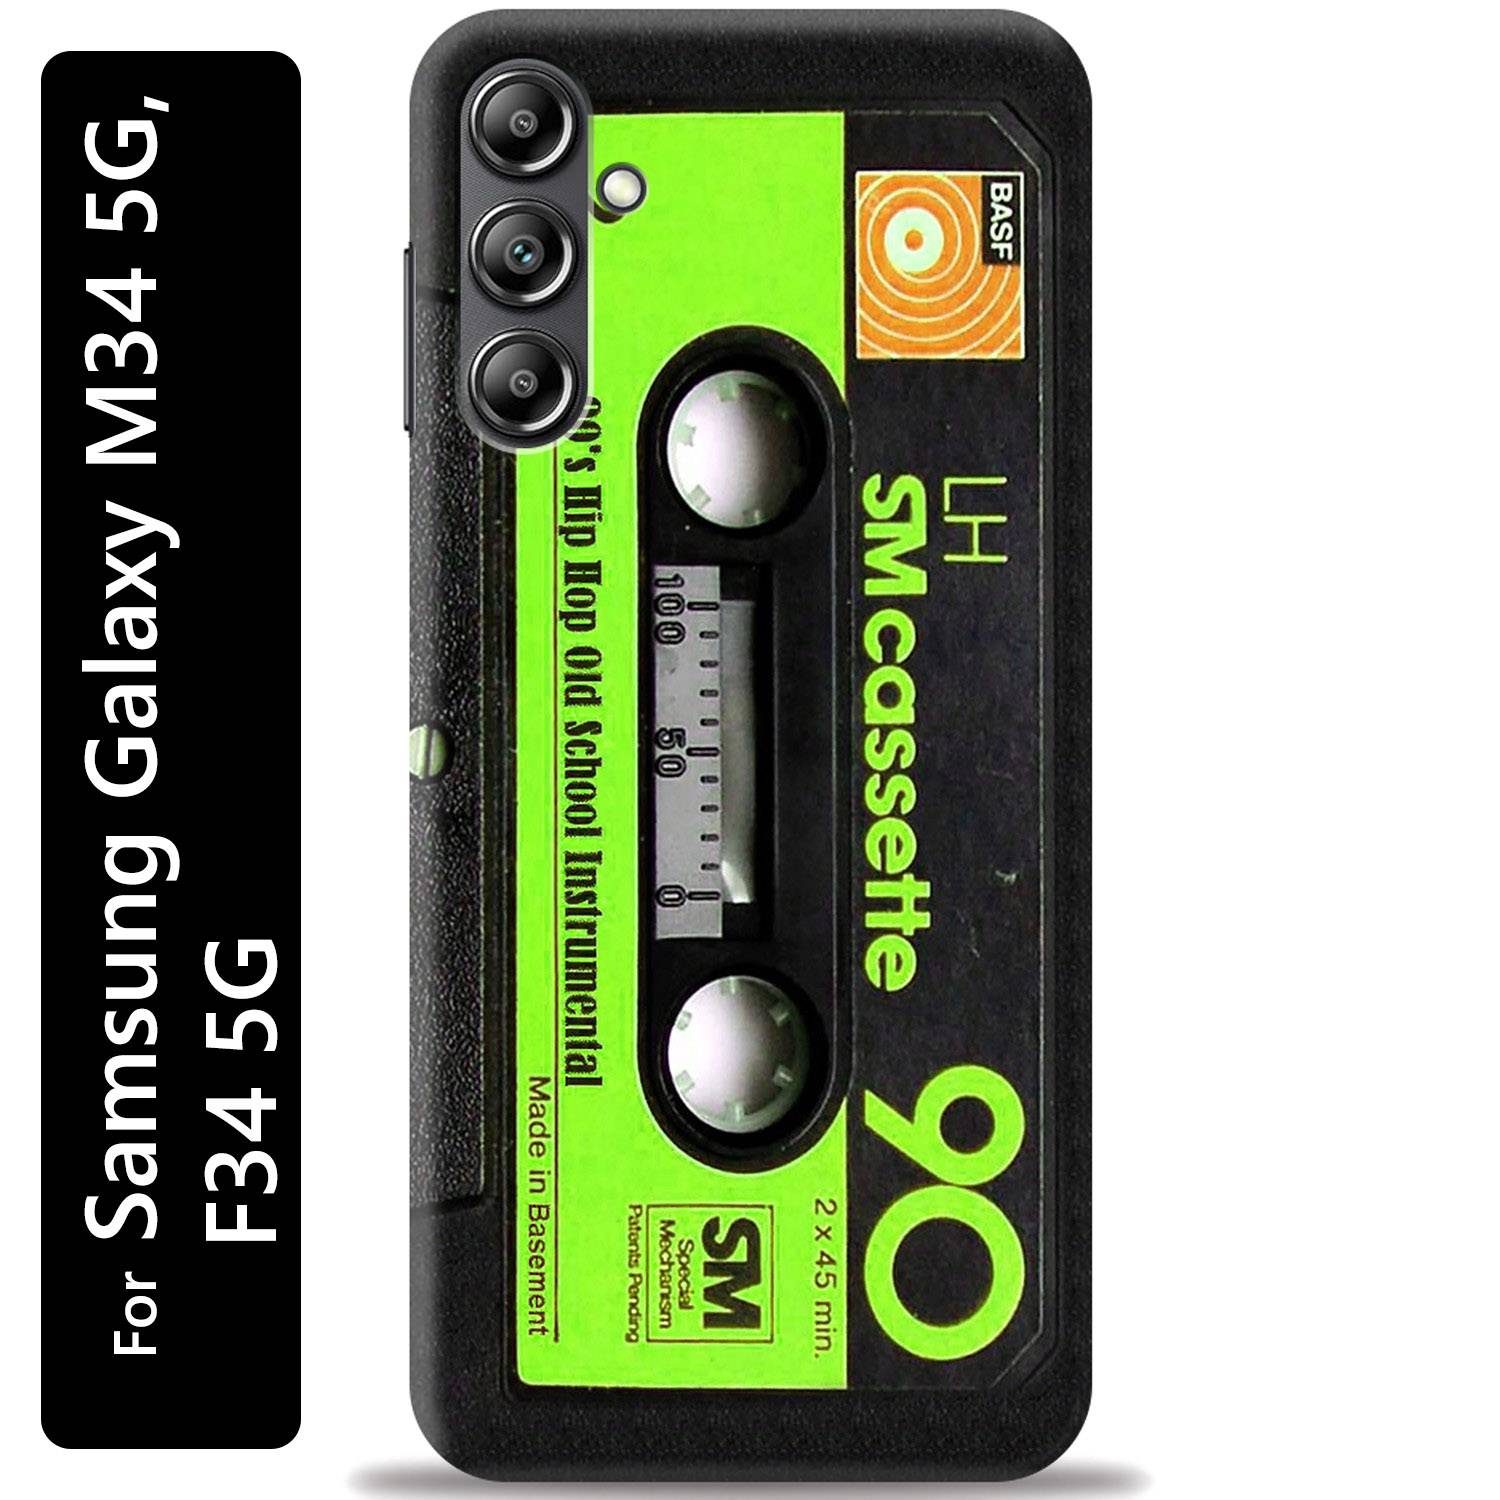 For Samsung Galaxy M34 5G,
F34 5G
BASF
LH
SM cassette 90
100
50
0
90's Hip Hop Old School Instrumental
Made in Basement
2 x 45 min.
SM
Special
Mechanism
Patents Pending